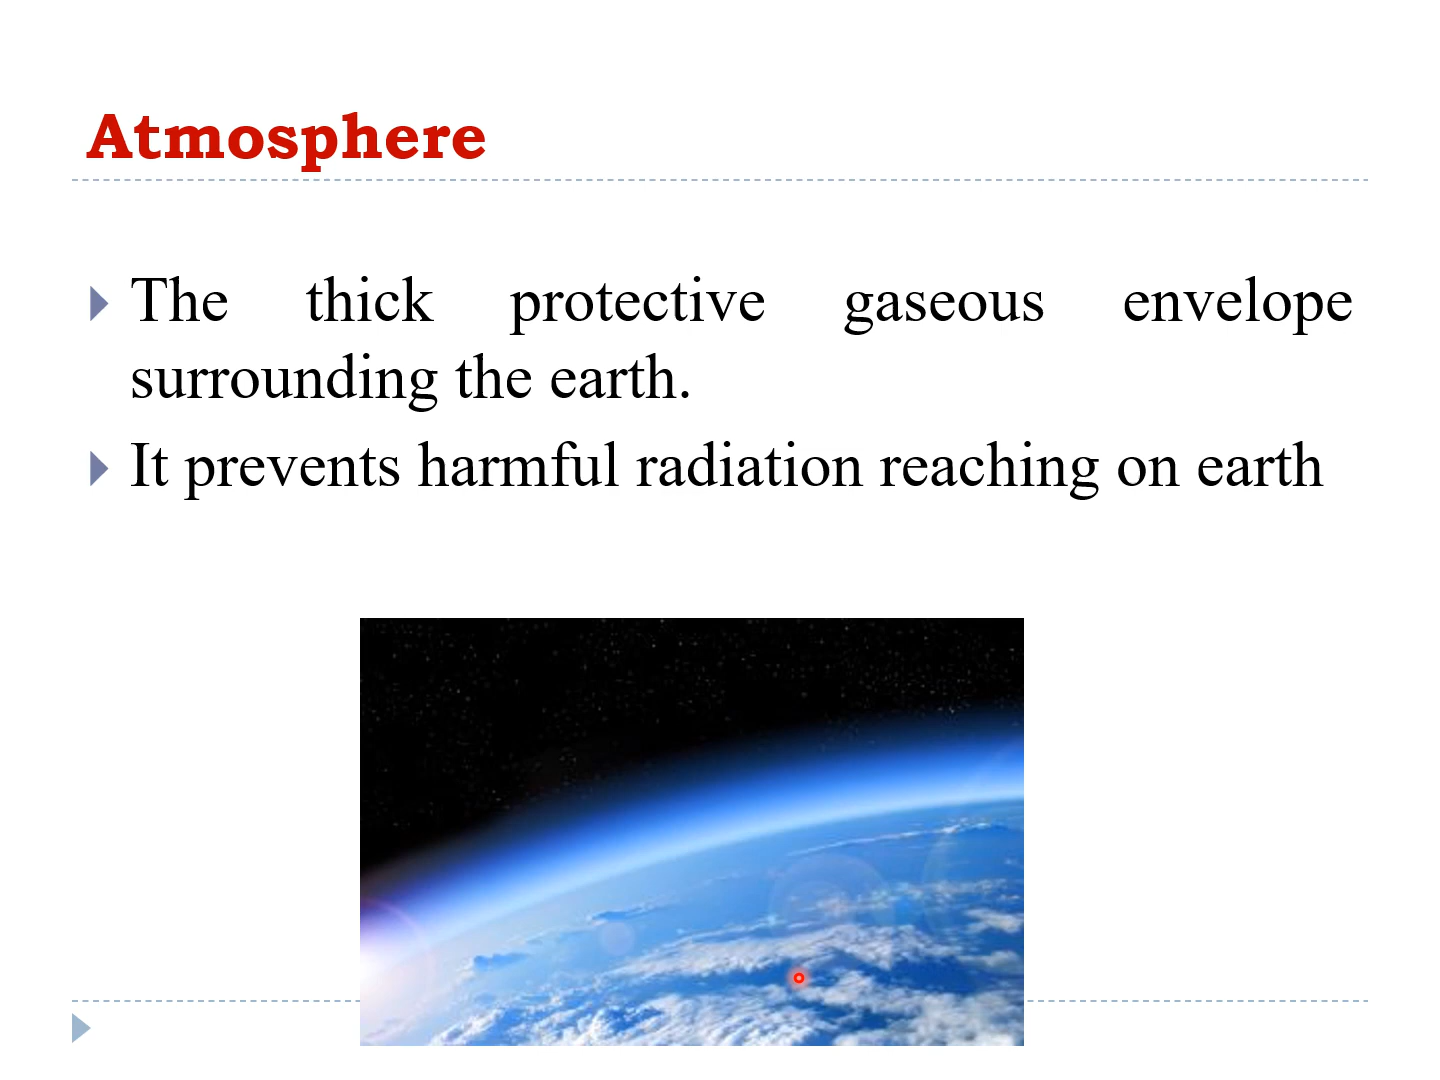 Atmosphere
The thick protective gaseous envelope
surrounding the earth.
It prevents harmful radiation reaching on earth